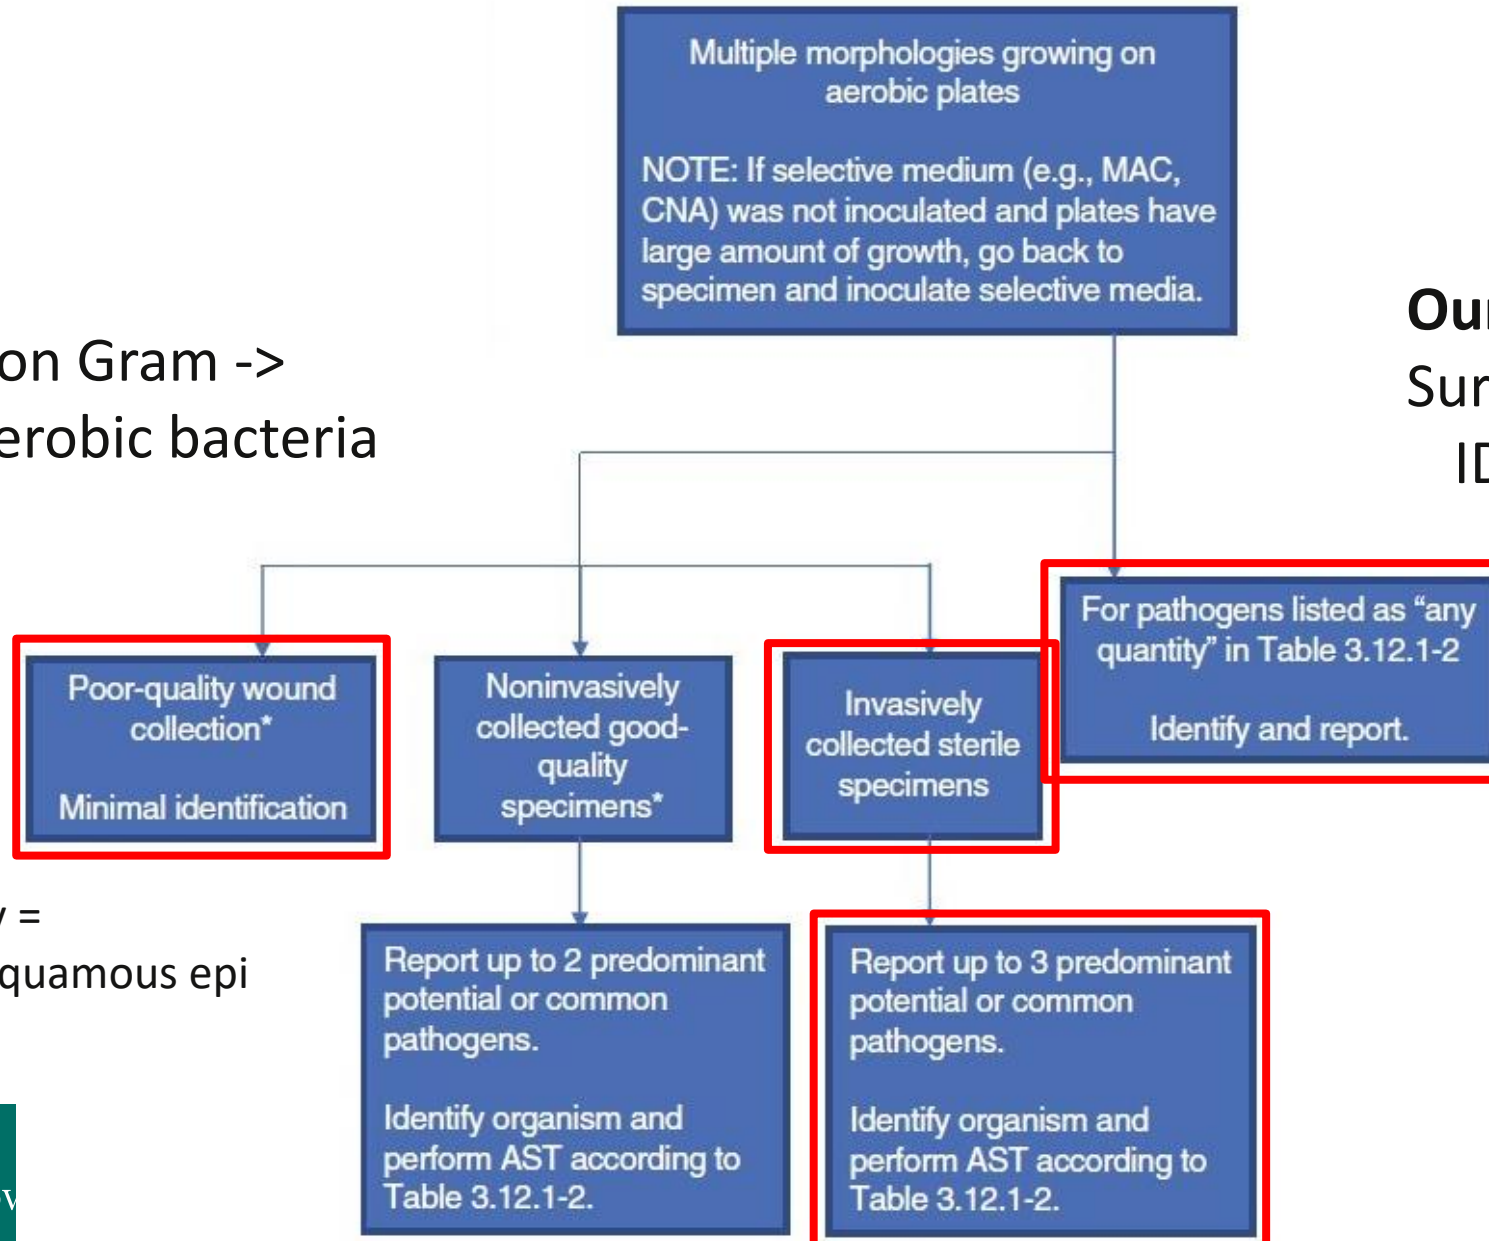 Multiple morphologies growing on
aerobic plates
NOTE: If selective medium (e.g., MAC,
CNA) was not inoculated and plates have
large amount of growth, go back to
specimen and inoculate selective media.
on Gram ->
erobic bacteria
Our
Sur
ID
For pathogens listed as “any
quantity” in Table 3.12.1-2
Identify and report.
Poor-quality wound
collection*
Minimal identification
Noninvasively
collected good-
quality
specimens*
Invasively
collected sterile
specimens
y =
quamous epi
Report up to 2 predominant
potential or common
pathogens.
Identify organism and
perform AST according to
Table 3.12.1-2.
Report up to 3 predominant
potential or common
pathogens.
Identify organism and
perform AST according to
Table 3.12.1-2.